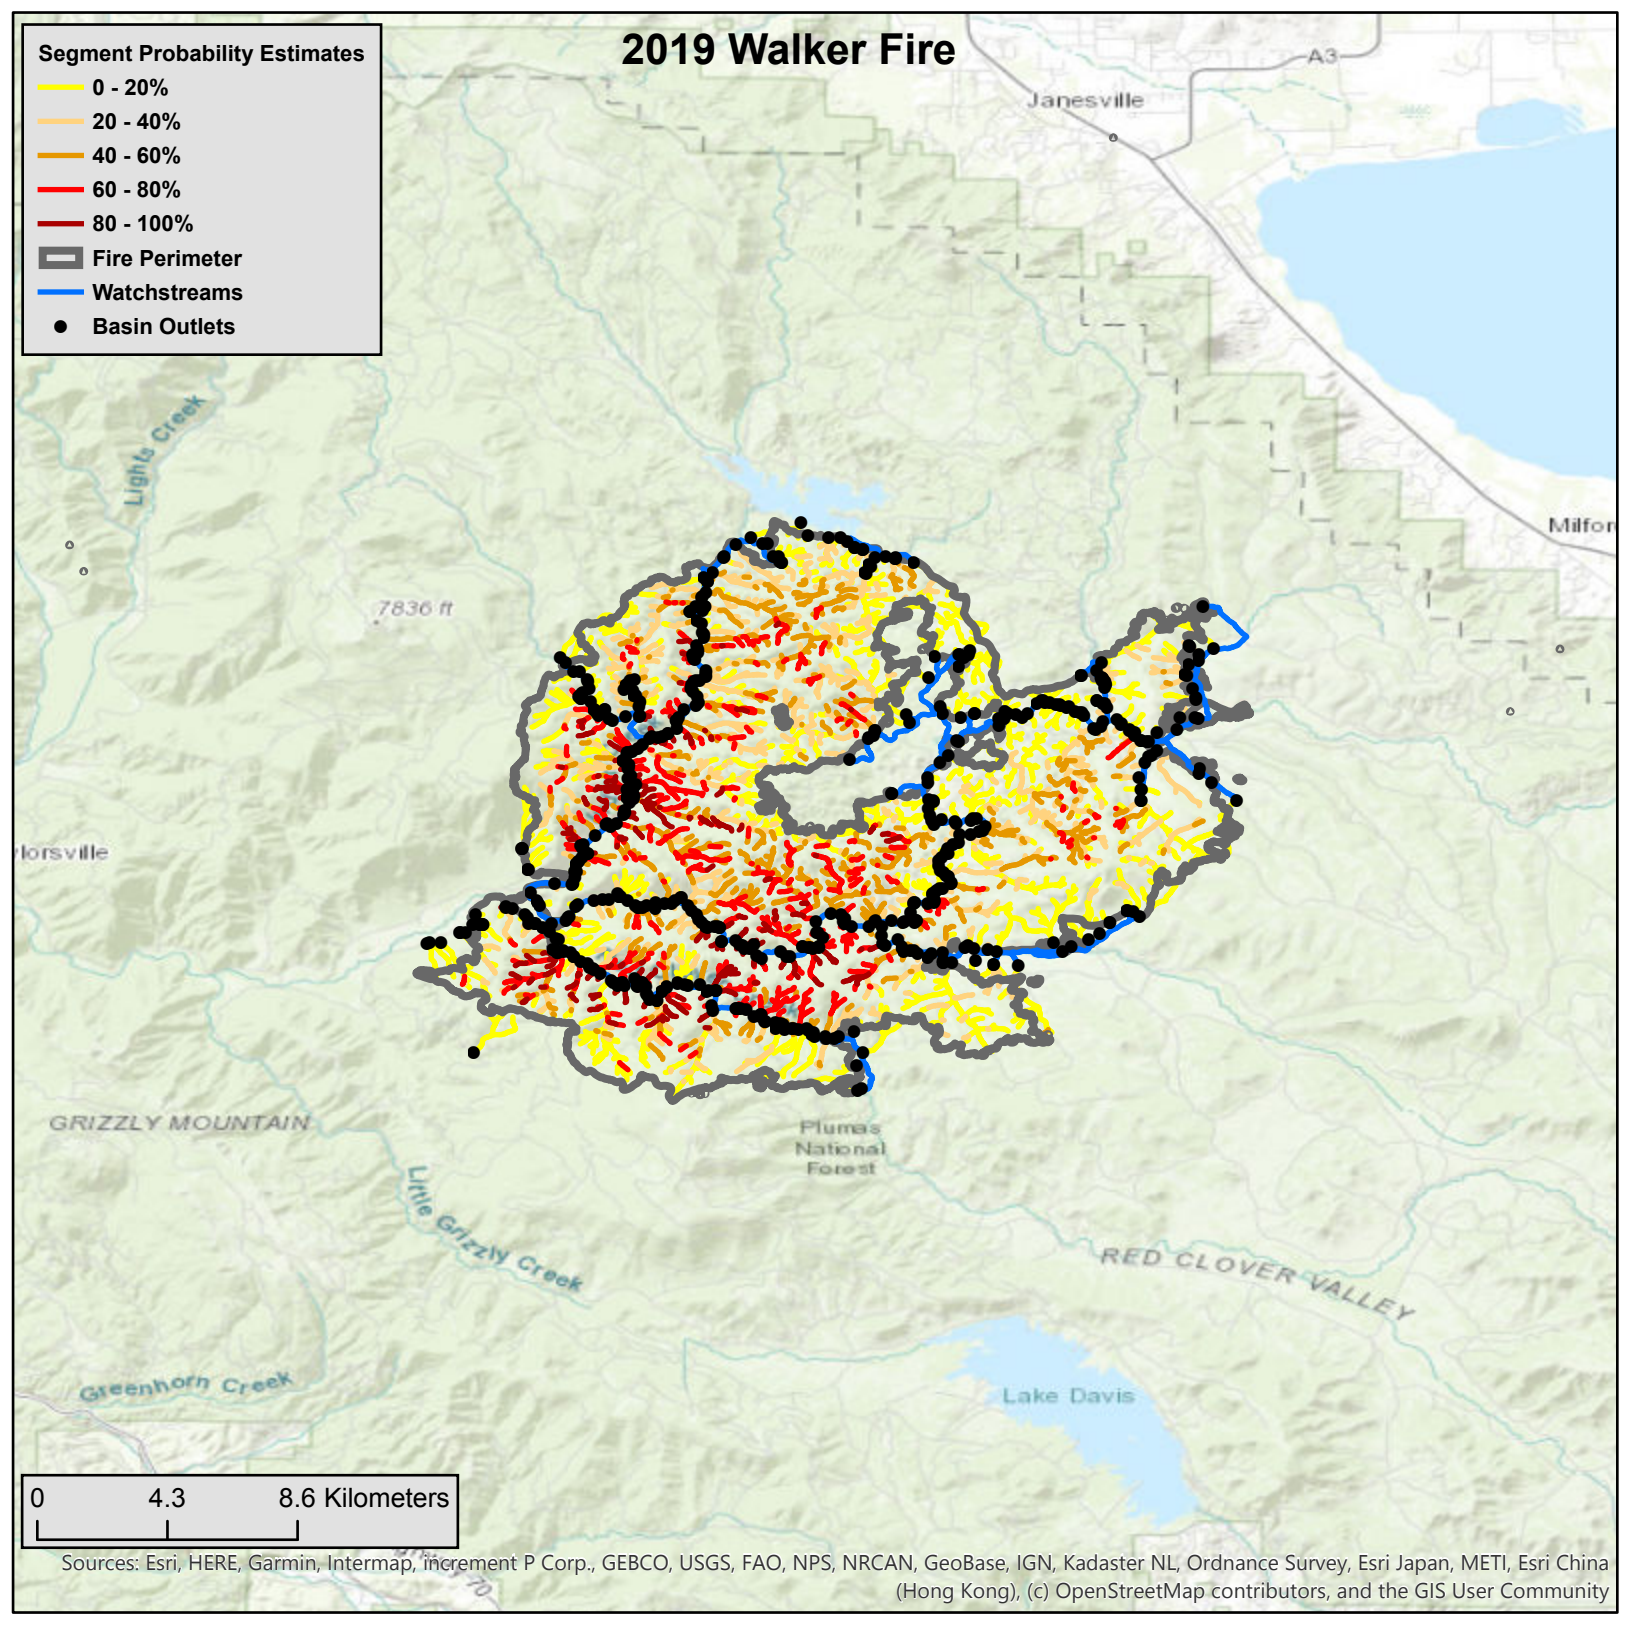 2019 Walker Fire
Segment Probability Estimates
0 - 20%
20 - 40%
40 - 60%
60 - 80%
80 - 100%
Fire Perimeter
Watchstreams
Basin Outlets
A3
Janesville
Lights Creek
Milfor
7836 ft
lorsville
GRIZZLY MOUNTAIN
Plumas
National
Forest
Little Grizzly Creek
RED CLOVER VALLEY
Greenhorn Creek
Lake Davis
0 4.3 8.6 Kilometers
70
Sources: Esri, HERE, Garmin, Intermap, increment P Corp., GEBCO, USGS, FAO, NPS, NRCAN, GeoBase, IGN, Kadaster NL, Ordnance Survey, Esri Japan, METI, Esri China
(Hong Kong), (c) OpenStreetMap contributors, and the GIS User Community